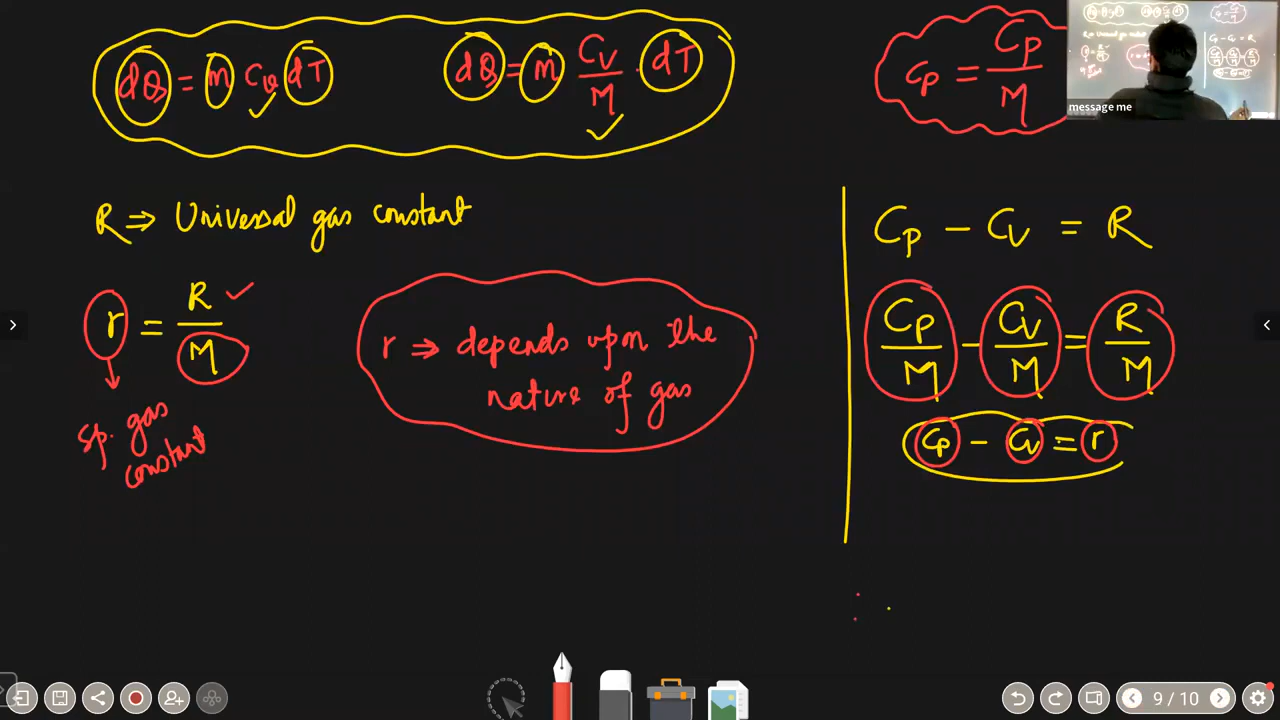 dQ = m cv dT
dQ = m Cv/M . dT
cp = Cp/M
message me
R ⇒ Universal gas constant
r = R/M
sp. gas
constant
r ⇒ depends upon the
nature of gas
Cp - Cv = R
Cp/M - Cv/M = R/M
cp - cv = r
9 / 10